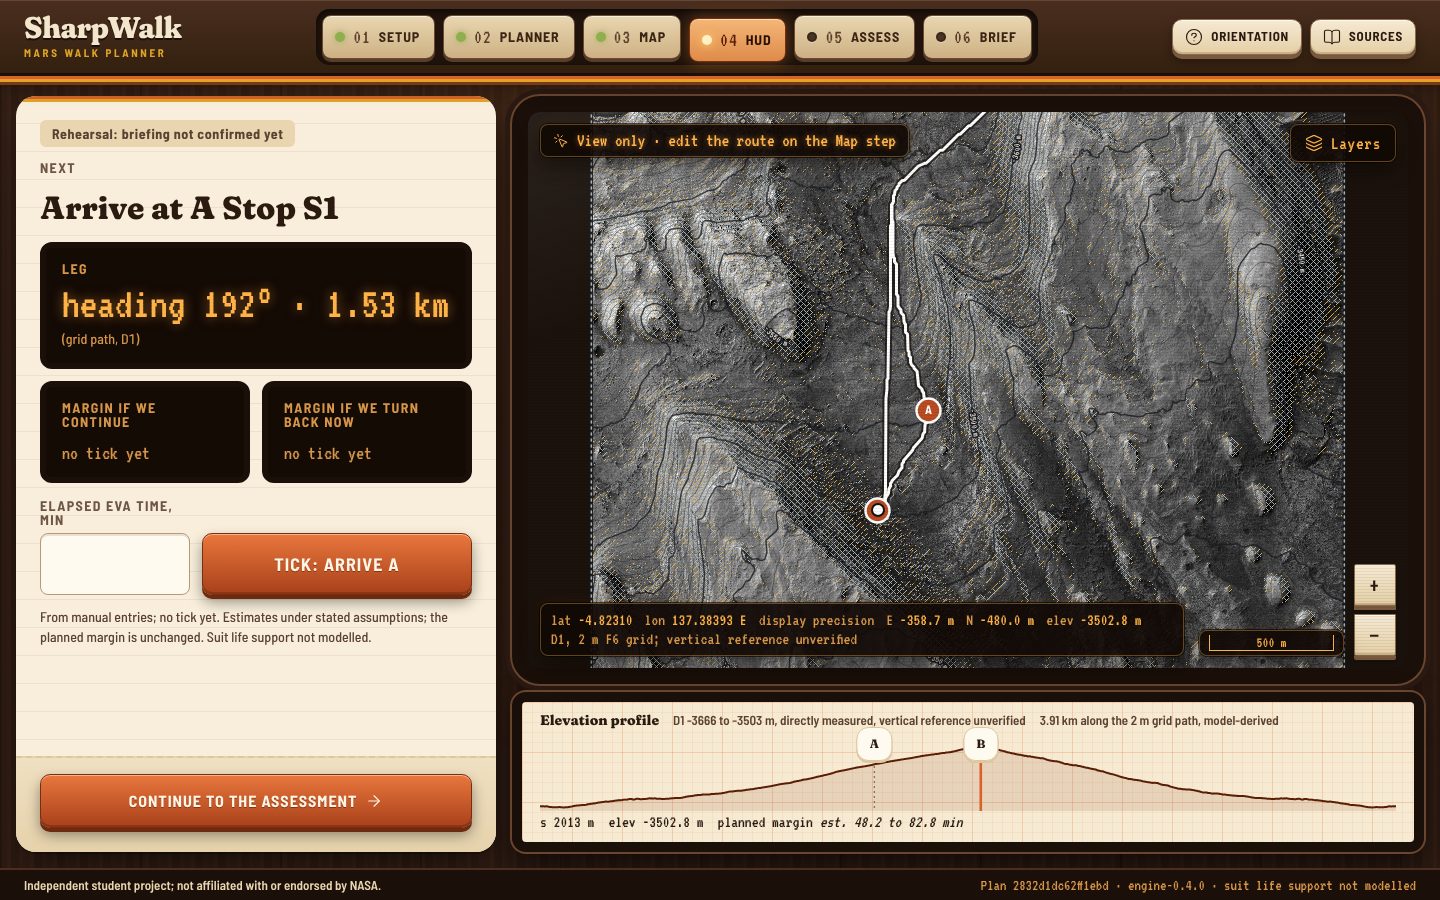 SharpWalk
MARS WALK PLANNER
01 SETUP
02 PLANNER
03 MAP
04 HUD
05 ASSESS
06 BRIEF
ORIENTATION
SOURCES
Rehearsal: briefing not confirmed yet
NEXT
Arrive at A Stop S1
LEG
heading 192° · 1.53 km
(grid path, D1)
MARGIN IF WE
CONTINUE
no tick yet
MARGIN IF WE TURN
BACK NOW
no tick yet
ELAPSED EVA TIME,
MIN
TICK: ARRIVE A
From manual entries; no tick yet. Estimates under stated assumptions; the
planned margin is unchanged. Suit life support not modelled.
CONTINUE TO THE ASSESSMENT →
View only · edit the route on the Map step
Layers
A
lat -4.82310 lon 137.38393 E display precision E -358.7 m N -480.0 m elev -3502.8 m
D1, 2 m F6 grid; vertical reference unverified
500 m
+
−
Elevation profile D1 -3666 to -3503 m, directly measured, vertical reference unverified 3.91 km along the 2 m grid path, model-derived
A
B
s 2013 m elev -3502.8 m planned margin est. 48.2 to 82.8 min
Independent student project; not affiliated with or endorsed by NASA.
Plan 2832d1dc62ff1ebd · engine-0.4.0 · suit life support not modelled